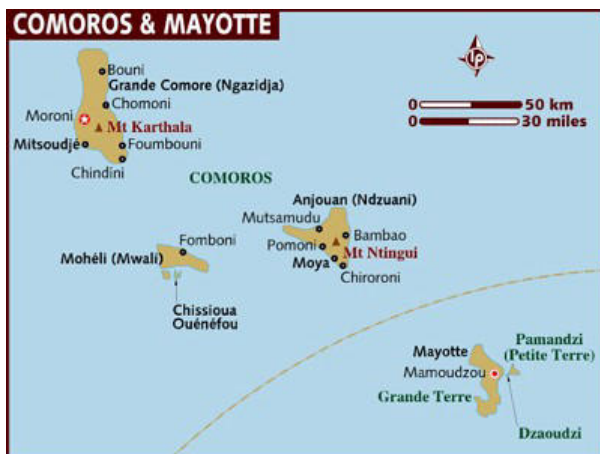 COMOROS & MAYOTTE
Bouni
Grande Comore (Ngazidja)
Chomoni
Moroni
Mt Karthala
Mitsoudjé
Foumbouni
Chindini
lp
0 50 km
0 30 miles
COMOROS
Anjouan (Ndzuani)
Mutsamudu
Bambao
Pomoni
Mt Ntingui
Moya
Chiroroni
Fomboni
Mohéli (Mwali)
Chissioua
Ouénéfou
Mayotte
Mamoudzou
Pamandzi
(Petite Terre)
Grande Terre
Dzaoudzi